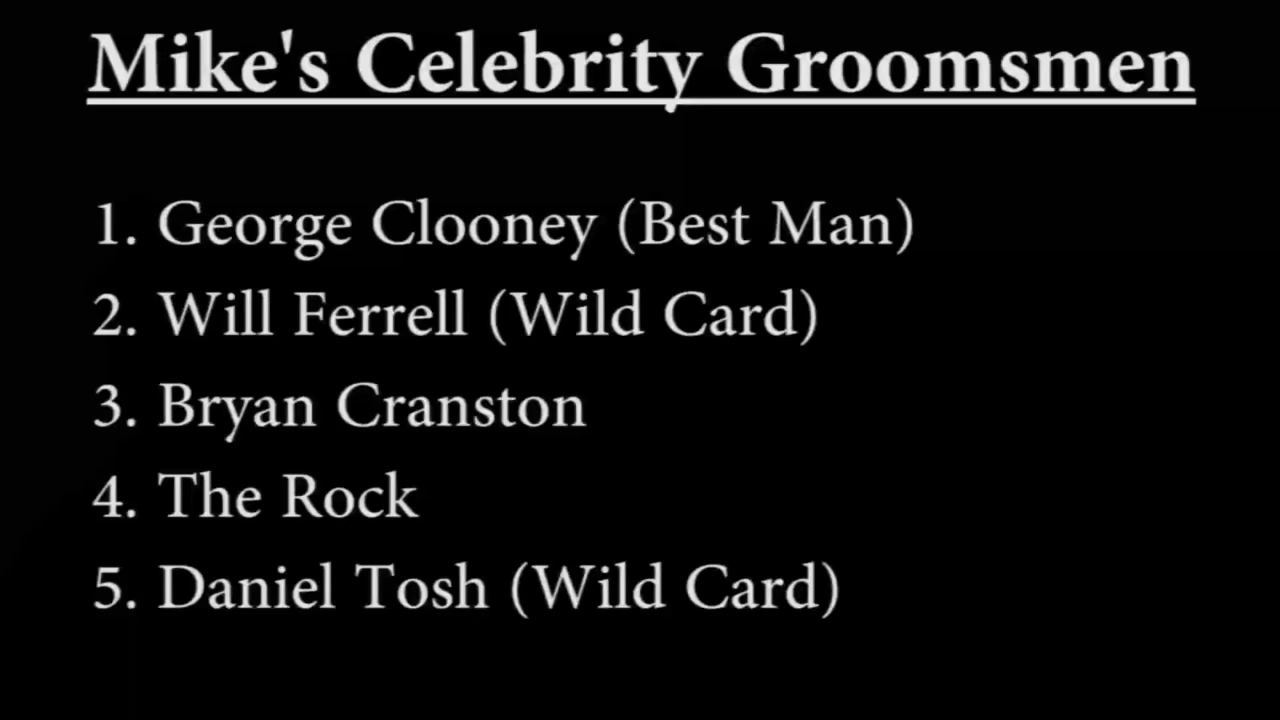 Mike's Celebrity Groomsmen
1. George Clooney (Best Man)
2. Will Ferrell (Wild Card)
3. Bryan Cranston
4. The Rock
5. Daniel Tosh (Wild Card)